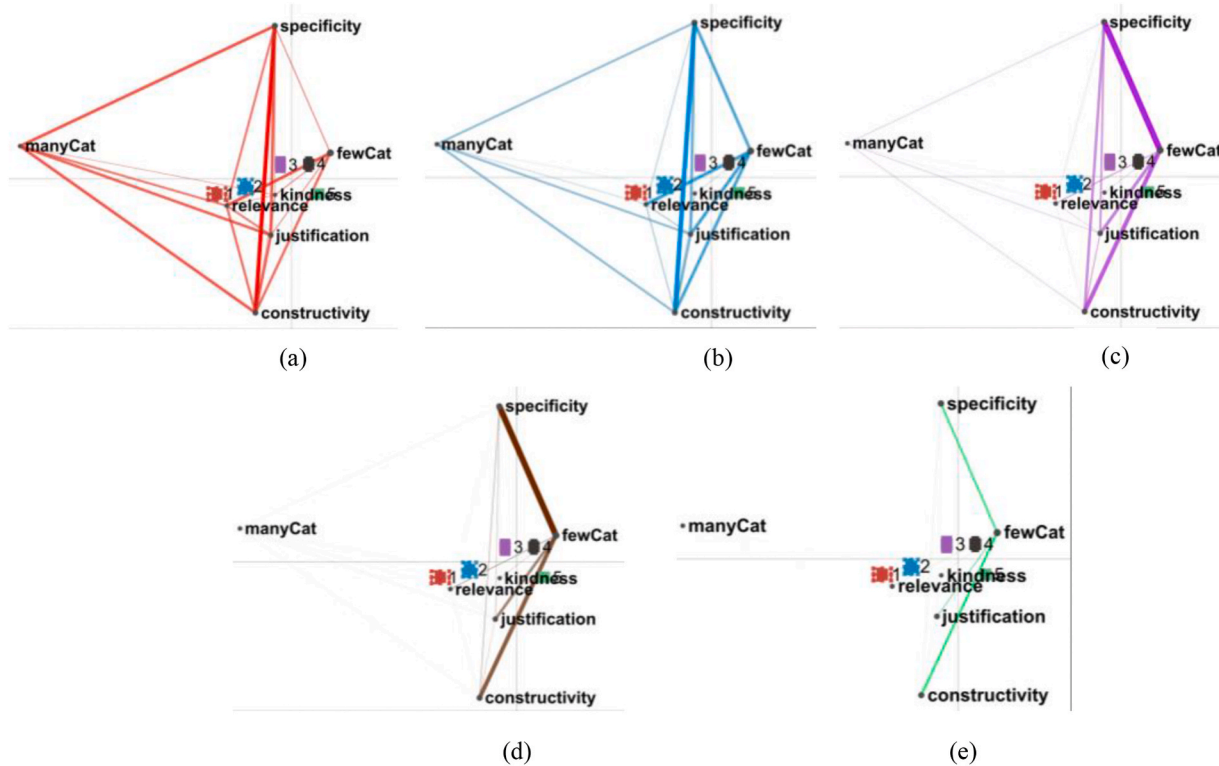 specificity
manyCat
fewCat
3 4
1 2
kindness 5
relevance
justification
constructivity
(a)
specificity
manyCat
fewCat
3 4
1 2
kindness 5
relevance
justification
constructivity
(b)
specificity
manyCat
fewCat
3 4
1 2
kindness 5
relevance
justification
constructivity
(c)
specificity
manyCat
fewCat
3 4
1 2
kindness 5
relevance
justification
constructivity
(d)
specificity
manyCat
fewCat
3 4
1 2
kindness 5
relevance
justification
constructivity
(e)